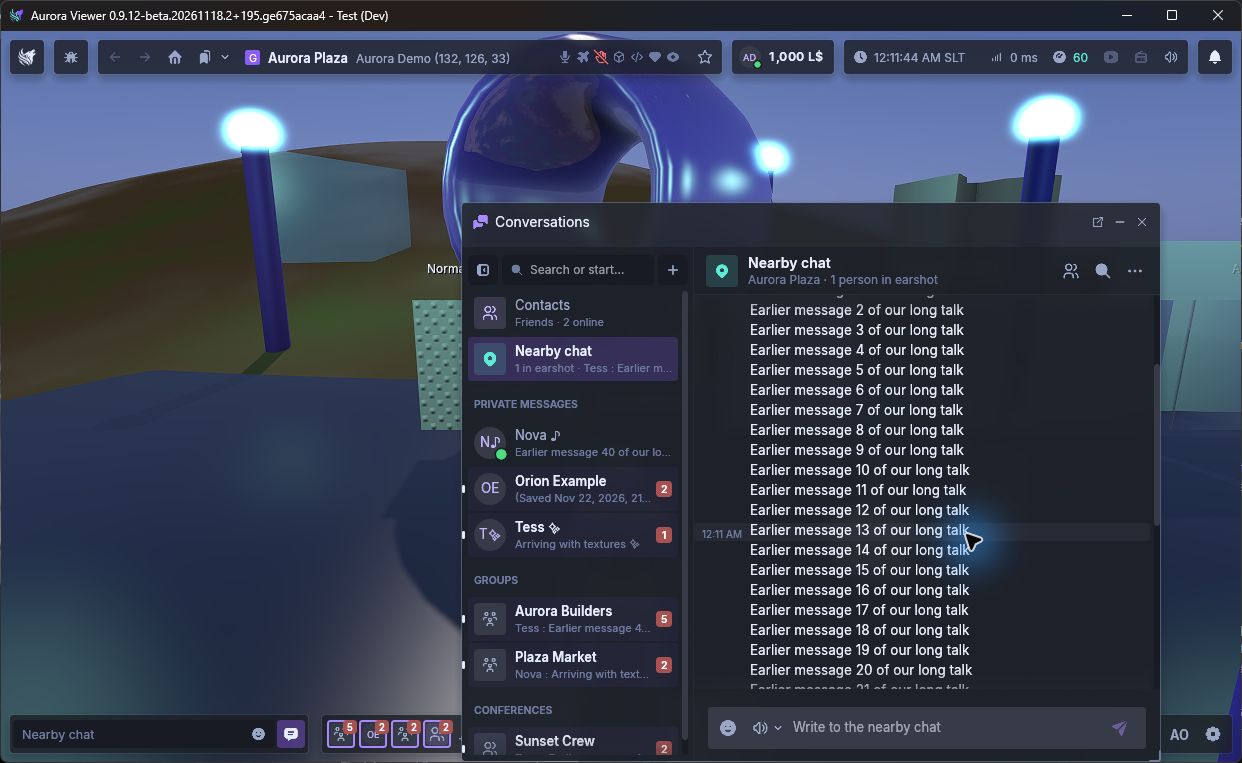 Aurora Viewer 0.9.12-beta.20261118.2+195.ge675acaa4 - Test (Dev)
G Aurora Plaza Aurora Demo (132, 126, 33)
AD 1,000 L$
12:11:44 AM SLT 0 ms 60
Norma
Conversations
Search or start...
Contacts
Friends · 2 online
Nearby chat
1 in earshot · Tess : Earlier m...
PRIVATE MESSAGES
N♪ Nova ♪
Earlier message 40 of our lo...
OE Orion Example
(Saved Nov 22, 2026, 21... 2
T Tess
Arriving with textures 1
GROUPS
Aurora Builders
Tess : Earlier message 4... 5
Plaza Market
Nova : Arriving with text... 2
CONFERENCES
Sunset Crew
2
Nearby chat
Aurora Plaza · 1 person in earshot
Earlier message 2 of our long talk
Earlier message 3 of our long talk
Earlier message 4 of our long talk
Earlier message 5 of our long talk
Earlier message 6 of our long talk
Earlier message 7 of our long talk
Earlier message 8 of our long talk
Earlier message 9 of our long talk
Earlier message 10 of our long talk
Earlier message 11 of our long talk
Earlier message 12 of our long talk
12:11 AM Earlier message 13 of our long talk
Earlier message 14 of our long talk
Earlier message 15 of our long talk
Earlier message 16 of our long talk
Earlier message 17 of our long talk
Earlier message 18 of our long talk
Earlier message 19 of our long talk
Earlier message 20 of our long talk
Earlier message 21 of our long talk
Write to the nearby chat
Nearby chat
5 OE 2 2 2
AO